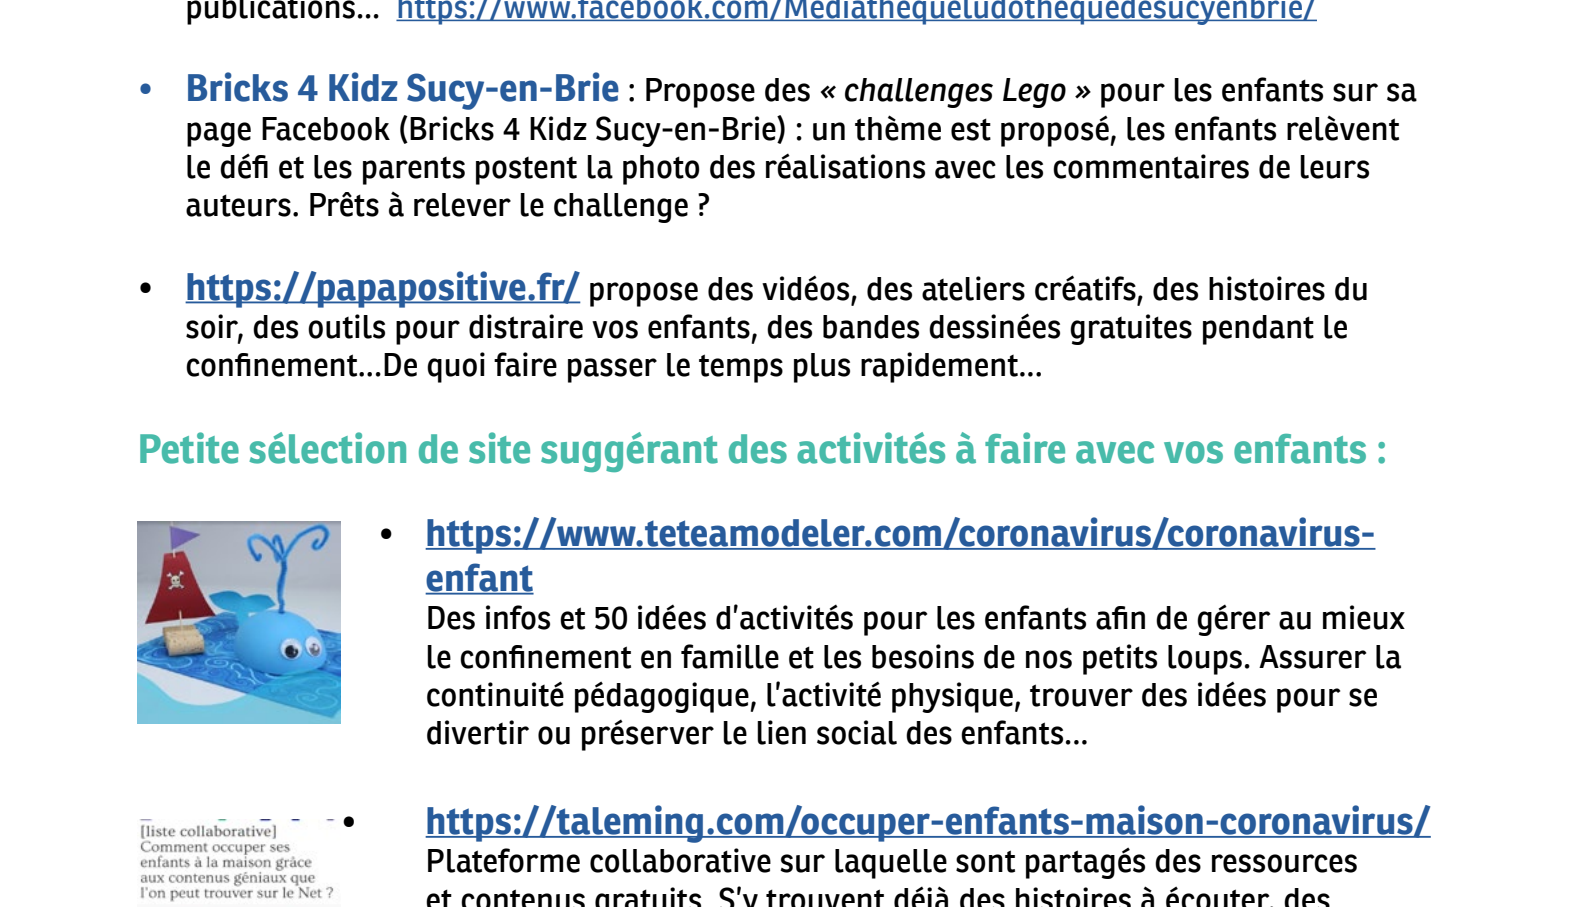 publications... https://www.facebook.com/Mediathequeludothequedesucyenbrie/
• Bricks 4 Kidz Sucy-en-Brie : Propose des « challenges Lego » pour les enfants sur sa
page Facebook (Bricks 4 Kidz Sucy-en-Brie) : un thème est proposé, les enfants relèvent
le défi et les parents postent la photo des réalisations avec les commentaires de leurs
auteurs. Prêts à relever le challenge ?
• https://papapositive.fr/ propose des vidéos, des ateliers créatifs, des histoires du
soir, des outils pour distraire vos enfants, des bandes dessinées gratuites pendant le
confinement...De quoi faire passer le temps plus rapidement...
Petite sélection de site suggérant des activités à faire avec vos enfants :
• https://www.teteamodeler.com/coronavirus/coronavirus-
enfant
Des infos et 50 idées d'activités pour les enfants afin de gérer au mieux
le confinement en famille et les besoins de nos petits loups. Assurer la
continuité pédagogique, l'activité physique, trouver des idées pour se
divertir ou préserver le lien social des enfants...
[liste collaborative]
Comment occuper ses
enfants à la maison grâce
aux contenus géniaux que
l'on peut trouver sur le Net ?
• https://taleming.com/occuper-enfants-maison-coronavirus/
Plateforme collaborative sur laquelle sont partagés des ressources
et contenus gratuits. S'y trouvent déjà des histoires à écouter, des